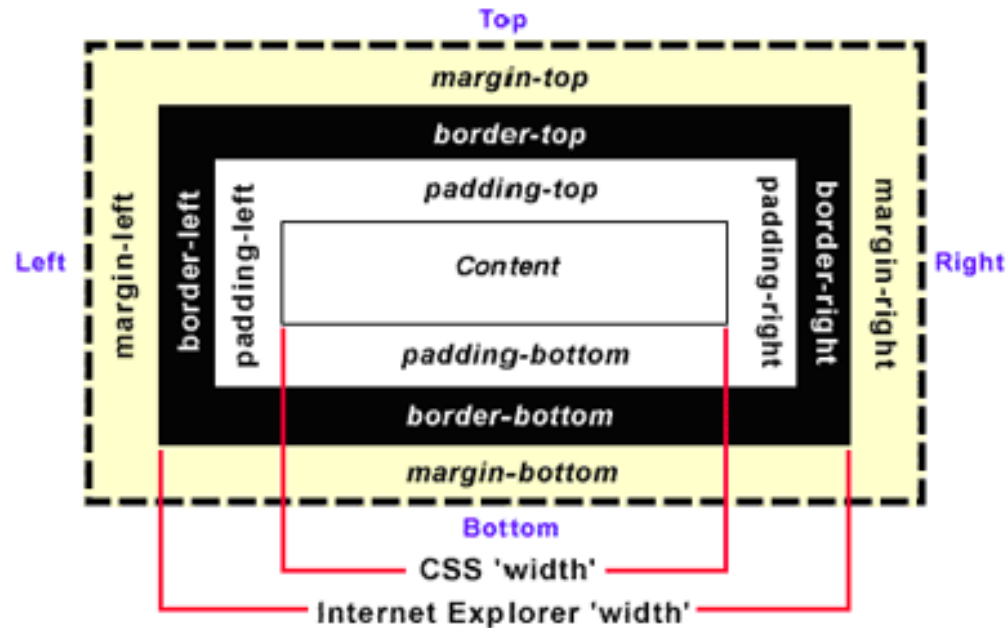 Top
margin-top
border-top
padding-top
Left
margin-left
border-left
padding-left
Content
padding-right
border-right
margin-right
Right
padding-bottom
border-bottom
margin-bottom
Bottom
CSS 'width'
Internet Explorer 'width'